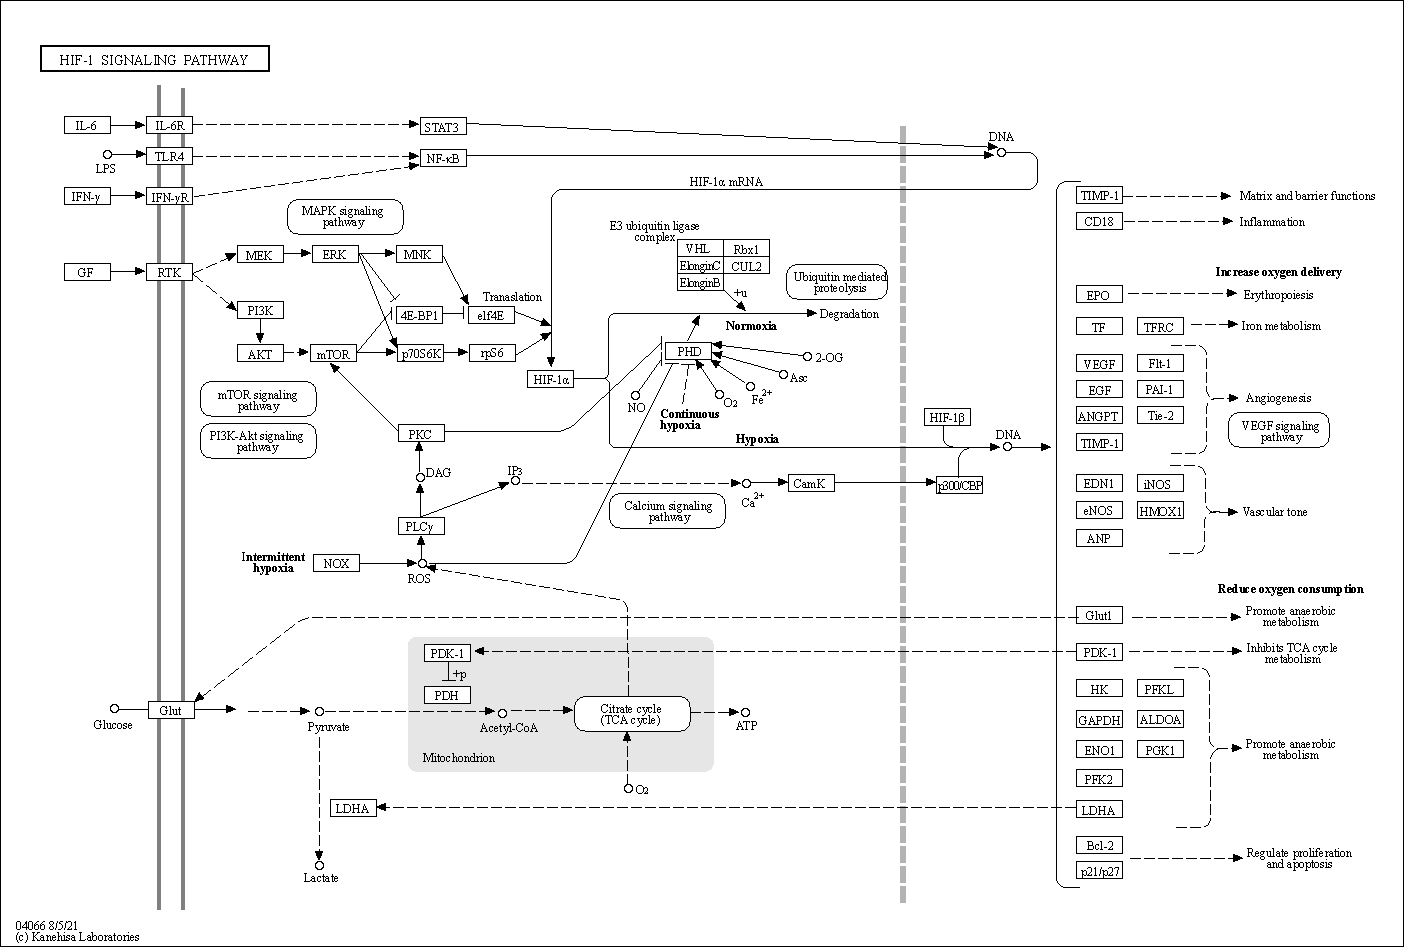 HIF-1 SIGNALING PATHWAY
IL-6
IL-6R
STAT3
DNA
LPS
TLR4
NF-κB
IFN-γ
IFN-γR
HIF-1α mRNA
TIMP-1
Matrix and barrier functions
CD18
Inflammation
MAPK signaling
pathway
E3 ubiquitin ligase
complex
VHL
Rbx1
ElonginC
CUL2
ElonginB
+u
Ubiquitin mediated
proteolysis
GF
RTK
MEK
ERK
MNK
Increase oxygen delivery
EPO
Erythropoiesis
PI3K
4E-BP1
eIf4E
Translation
Normoxia
Degradation
TF
TFRC
Iron metabolism
AKT
mTOR
p70S6K
rpS6
HIF-1α
PHD
2-OG
Asc
Fe2+
O2
NO
Continuous
hypoxia
VEGF
Flt-1
EGF
PAI-1
ANGPT
Tie-2
TIMP-1
Angiogenesis
VEGF signaling
pathway
mTOR signaling
pathway
PI3K-Akt signaling
pathway
PKC
Hypoxia
HIF-1β
DNA
DAG
IP3
Ca2+
CamK
p300/CBP
Calcium signaling
pathway
EDN1
iNOS
eNOS
HMOX1
ANP
Vascular tone
PLCγ
Intermittent
hypoxia
NOX
ROS
Reduce oxygen consumption
Glut1
Promote anaerobic
metabolism
PDK-1
+p
PDH
PDK-1
Inhibits TCA cycle
metabolism
Glucose
Glut
Pyruvate
Acetyl-CoA
Citrate cycle
(TCA cycle)
ATP
Mitochondrion
O2
HK
PFKL
GAPDH
ALDOA
ENO1
PGK1
PFK2
LDHA
Promote anaerobic
metabolism
LDHA
Lactate
Bcl-2
p21/p27
Regulate proliferation
and apoptosis
04066 8/5/21
(c) Kanehisa Laboratories